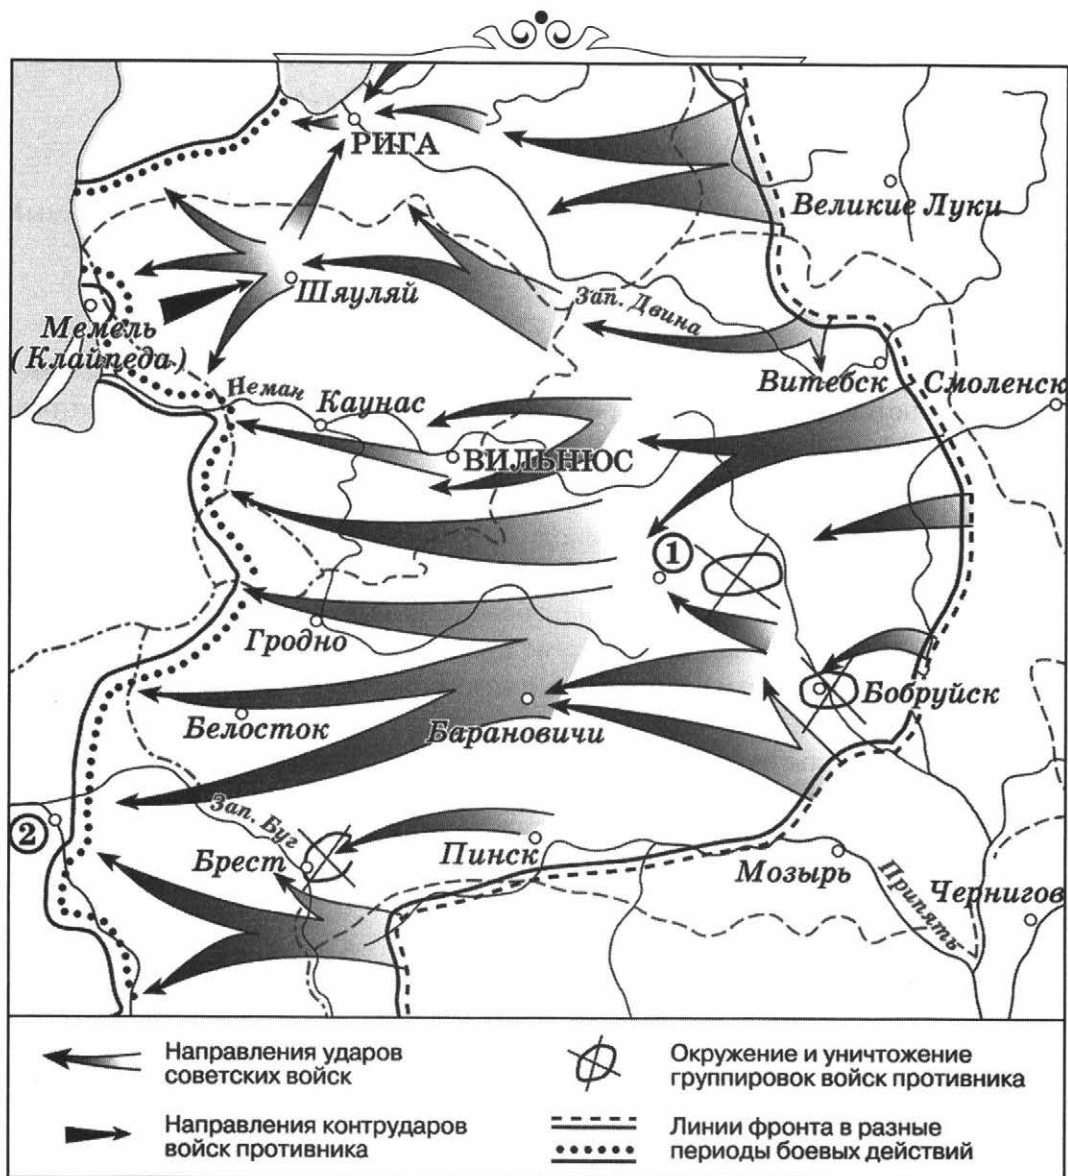 РИГА
Великие Луки
Шяуляй
Зап. Двина
Мемель
(Клайпеда)
Витебск
Смоленск
Неман
Каунас
ВИЛЬНЮС
1
Гродно
Бобруйск
Белосток
Барановичи
Зап. Буг
2
Брест
Пинск
Мозырь
Припять
Чернигов
Направления ударов
советских войск
Окружение и уничтожение
группировок войск противника
Направления контрударов
войск противника
Линии фронта в разные
периоды боевых действий